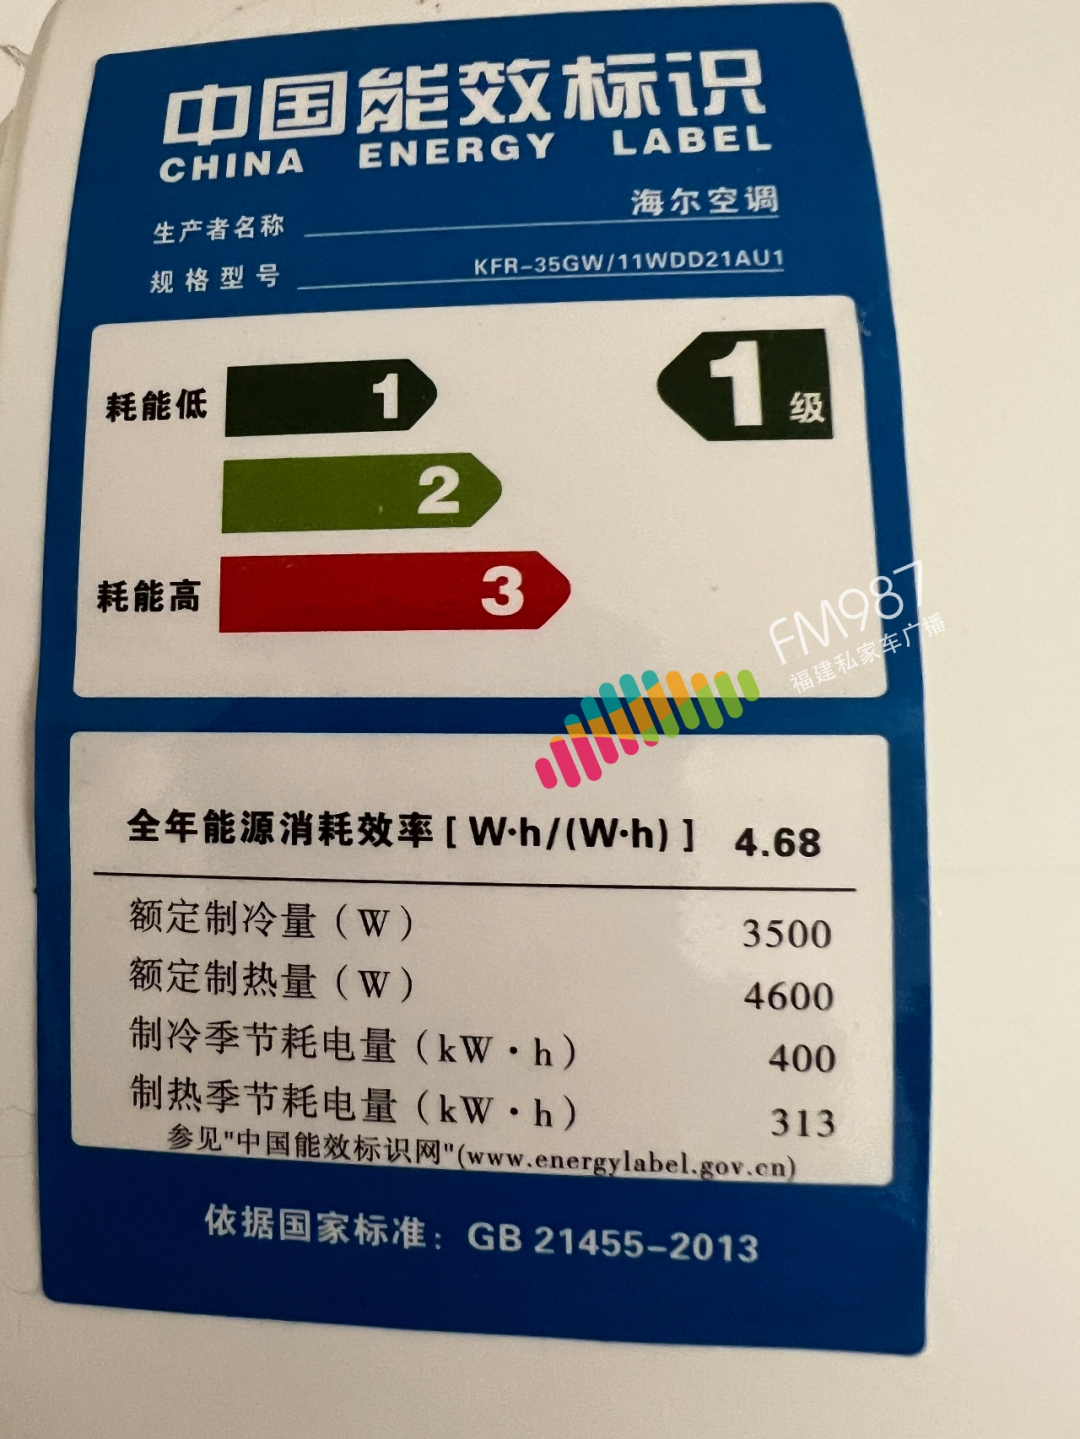 中国能效标识
CHINA ENERGY LABEL
生产者名称 海尔空调
规格型号 KFR-35GW/11WDD21AU1
耗能低 1 1级
2
耗能高 3
FM987
福建私家车广播
全年能源消耗效率[W·h/(W·h)] 4.68
额定制冷量(W) 3500
额定制热量(W) 4600
制冷季节耗电量(kW·h) 400
制热季节耗电量(kW·h) 313
参见"中国能效标识网"(www.energylabel.gov.cn)
依据国家标准: GB 21455-2013